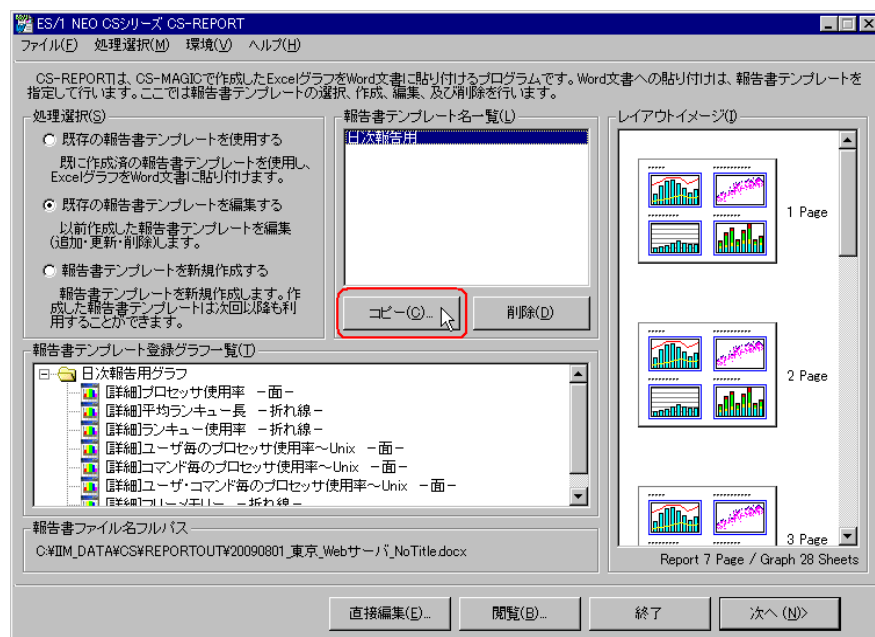 ES/1 NEO CSシリーズ CS-REPORT
ファイル(F) 処理選択(M) 環境(V) ヘルプ(H)
CS-REPORTは、CS-MAGICで作成したExcelグラフをWord文書に貼り付けるプログラムです。Word文書への貼り付けは、報告書テンプレートを
指定して行います。ここでは報告書テンプレートの選択、作成、編集、及び削除を行います。
処理選択(S)
既存の報告書テンプレートを使用する
既に作成済の報告書テンプレートを使用し、
ExcelグラフをWord文書に貼り付けます。
既存の報告書テンプレートを編集する
以前作成した報告書テンプレートを編集
(追加・更新・削除)します。
報告書テンプレートを新規作成する
報告書テンプレートを新規作成します。作
成した報告書テンプレートは次回以降も利
用することができます。
報告書テンプレート名一覧(L)
日次報告用
コピー(C)... 削除(D)
レイアウトイメージ(I)
1 Page
2 Page
3 Page
Report 7 Page / Graph 28 Sheets
報告書テンプレート登録グラフ一覧(T)
日次報告用グラフ
[詳細]プロセッサ使用率 －面－
[詳細]平均ランキュー長 －折れ線－
[詳細]ランキュー使用率 －折れ線－
[詳細]ユーザ毎のプロセッサ使用率～Unix －面－
[詳細]コマンド毎のプロセッサ使用率～Unix －面－
[詳細]ユーザ・コマンド毎のプロセッサ使用率～Unix －面－
[詳細]フリーメモリー －折れ線－
報告書ファイル名フルパス
C:¥IIM_DATA¥CS¥REPORTOUT¥20090801_東京_Webサーバ_NoTitle.docx
直接編集(E)... 閲覧(B)... 終了 次へ (N)>